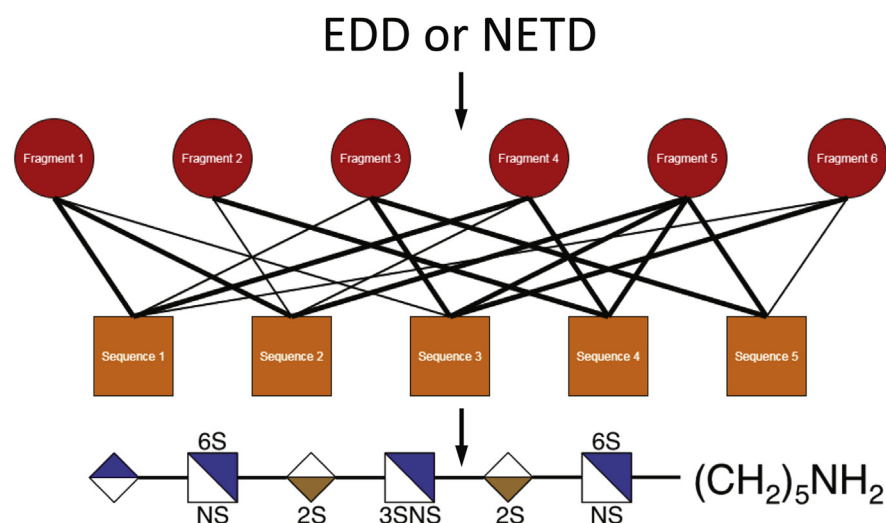 EDD or NETD
Fragment 1 Fragment 2 Fragment 3 Fragment 4 Fragment 5 Fragment 6
Sequence 1 Sequence 2 Sequence 3 Sequence 4 Sequence 5
6S 6S
(CH₂)₅NH₂
NS 2S 3SNS 2S NS